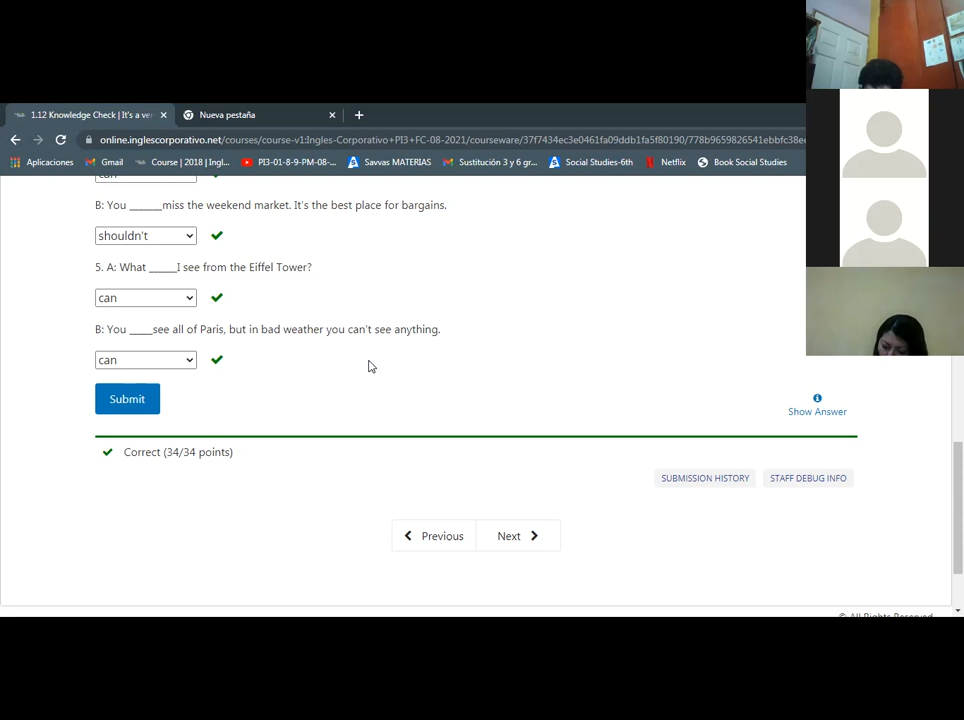 1.12 Knowledge Check | It's a ve
Nueva pestaña
online.inglescorporativo.net/courses/course-v1:Ingles-Corporativo+PI3+FC-08-2021/courseware/37f7434ec3e0461fa09ddb1fa5f80190/778b9659826541ebbfc38ee
Aplicaciones
Gmail
Course | 2018 | Ingl...
PI3-01-8-9-PM-08-...
Savvas MATERIAS
Sustitución 3 y 6 gr...
Social Studies-6th
Netflix
Book Social Studies
B: You ______miss the weekend market. It's the best place for bargains.
shouldn't
5. A: What _____I see from the Eiffel Tower?
can
B: You ____see all of Paris, but in bad weather you can't see anything.
can
Submit
Show Answer
Correct (34/34 points)
SUBMISSION HISTORY
STAFF DEBUG INFO
Previous
Next
© All Rights Reserved